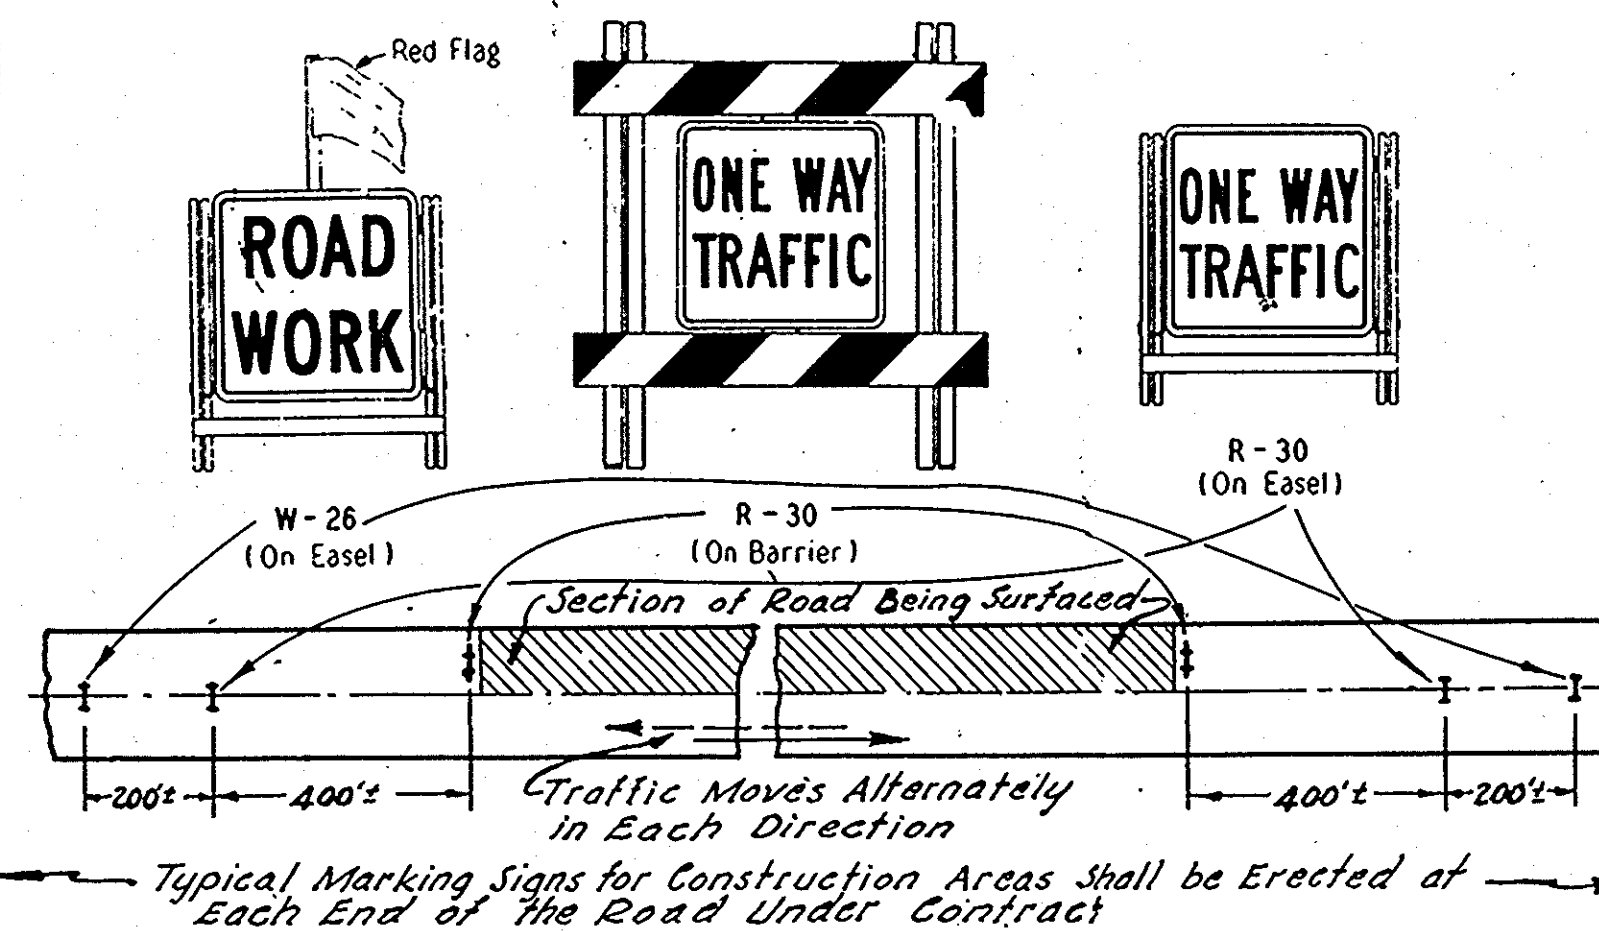 Red Flag
ROAD
WORK
ONE WAY
TRAFFIC
ONE WAY
TRAFFIC
W-26
(On Easel)
R-30
(On Barrier)
R-30
(On Easel)
Section of Road Being Surfaced
200'±
400'±
Traffic Moves Alternately
in Each Direction
400'±
200'±
Typical Marking Signs for Construction Areas Shall be Erected at
Each End of the Road Under Contract